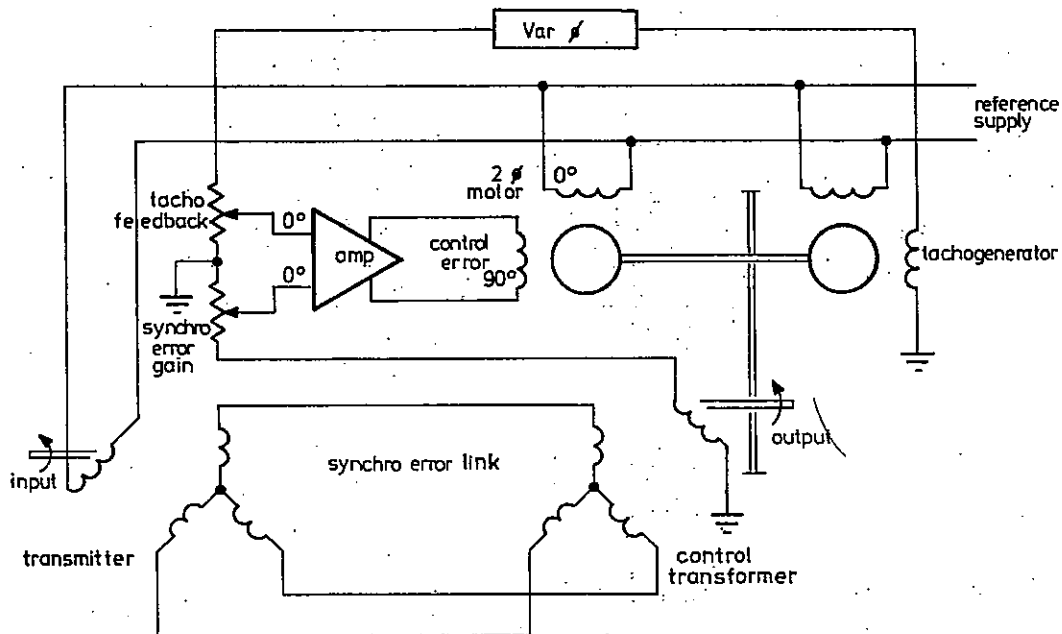 Var ø
reference
supply
2 ø
motor
0°
tacho
feedback
0°
amp
control
error
90°
0°
tachogenerator
synchro
error
gain
input
output
synchro error link
transmitter
control
transformer